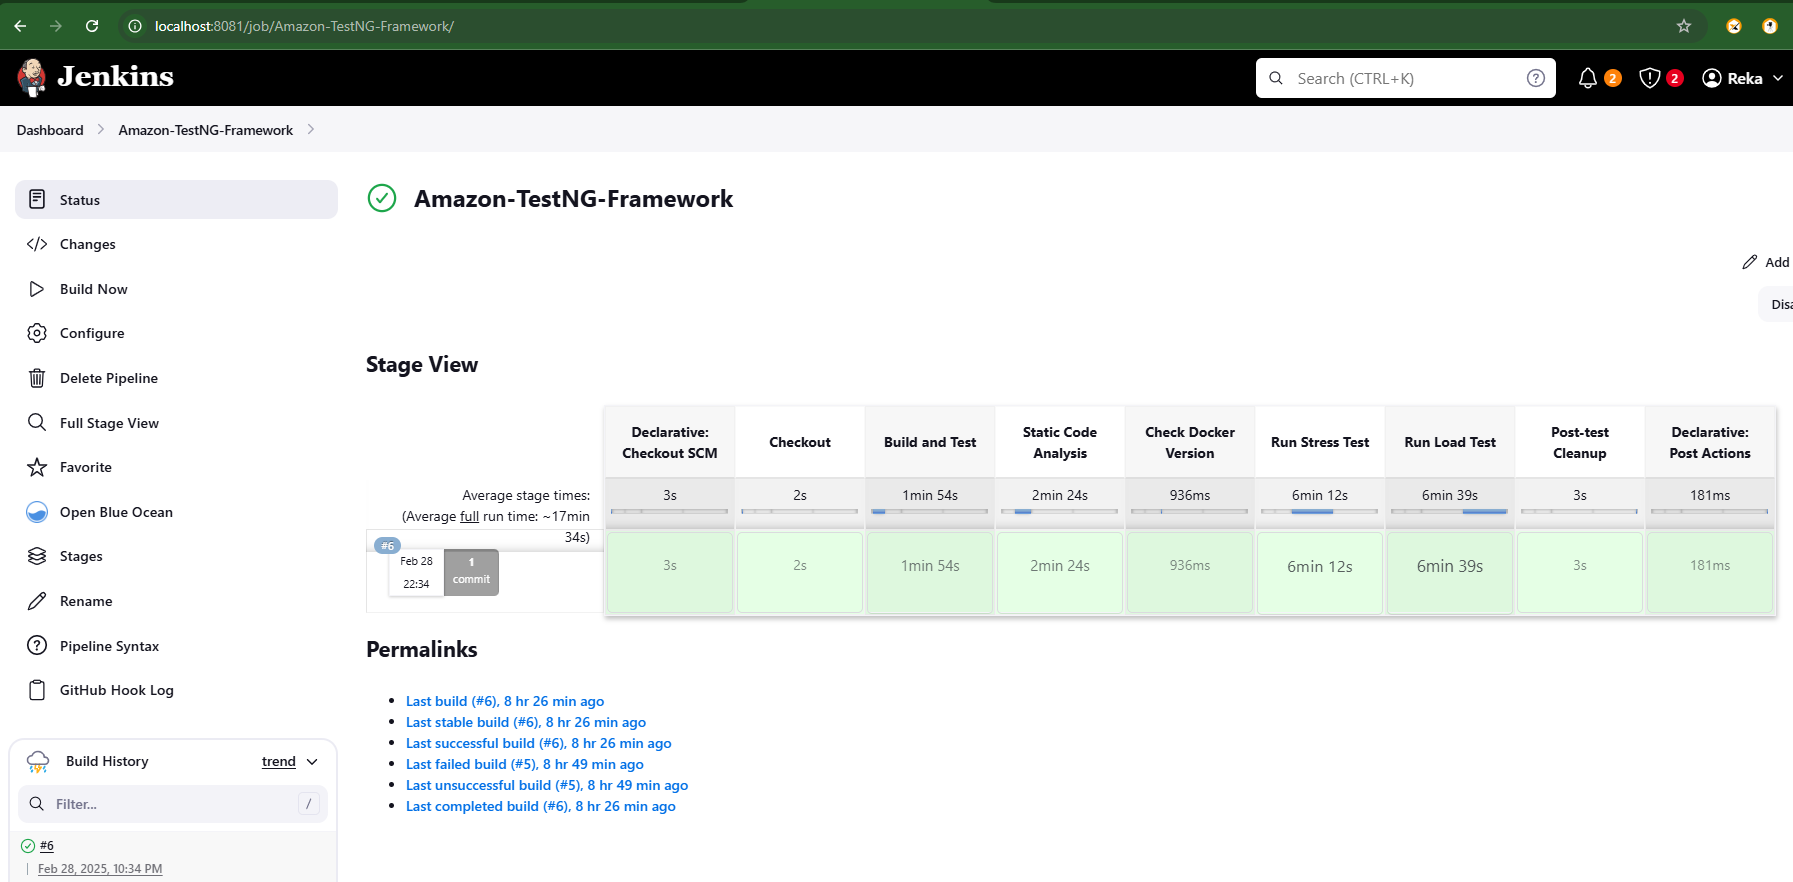 localhost:8081/job/Amazon-TestNG-Framework/
Jenkins
Search (CTRL+K)
?
2
2
Reka
Dashboard
Amazon-TestNG-Framework
Status
Changes
Build Now
Configure
Delete Pipeline
Full Stage View
Favorite
Open Blue Ocean
Stages
Rename
Pipeline Syntax
GitHub Hook Log
Build History
trend
Filter...
/
#6
Feb 28, 2025, 10:34 PM
Amazon-TestNG-Framework
Add
Disa
Stage View
Declarative:
Checkout SCM
Checkout
Build and Test
Static Code
Analysis
Check Docker
Version
Run Stress Test
Run Load Test
Post-test
Cleanup
Declarative:
Post Actions
Average stage times:
(Average full run time: ~17min
34s)
3s
2s
1min 54s
2min 24s
936ms
6min 12s
6min 39s
3s
181ms
#6
Feb 28
22:34
1
commit
3s
2s
1min 54s
2min 24s
936ms
6min 12s
6min 39s
3s
181ms
Permalinks
Last build (#6), 8 hr 26 min ago
Last stable build (#6), 8 hr 26 min ago
Last successful build (#6), 8 hr 26 min ago
Last failed build (#5), 8 hr 49 min ago
Last unsuccessful build (#5), 8 hr 49 min ago
Last completed build (#6), 8 hr 26 min ago